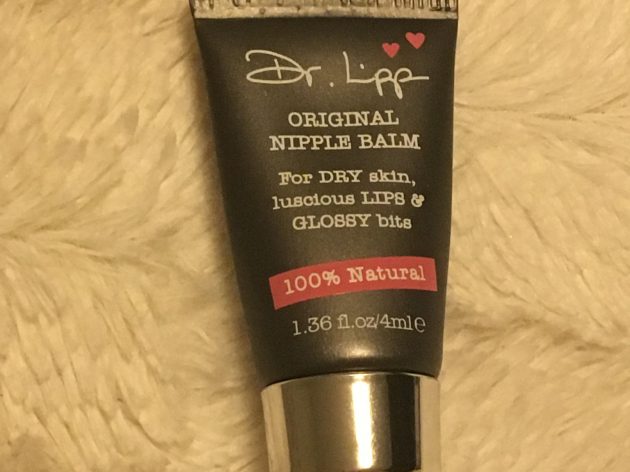 Dr. Lipp
ORIGINAL
NIPPLE BALM
For DRY skin,
luscious LIPS &
GLOSSY bits
100% Natural
1.36 fl.oz/4ml℮